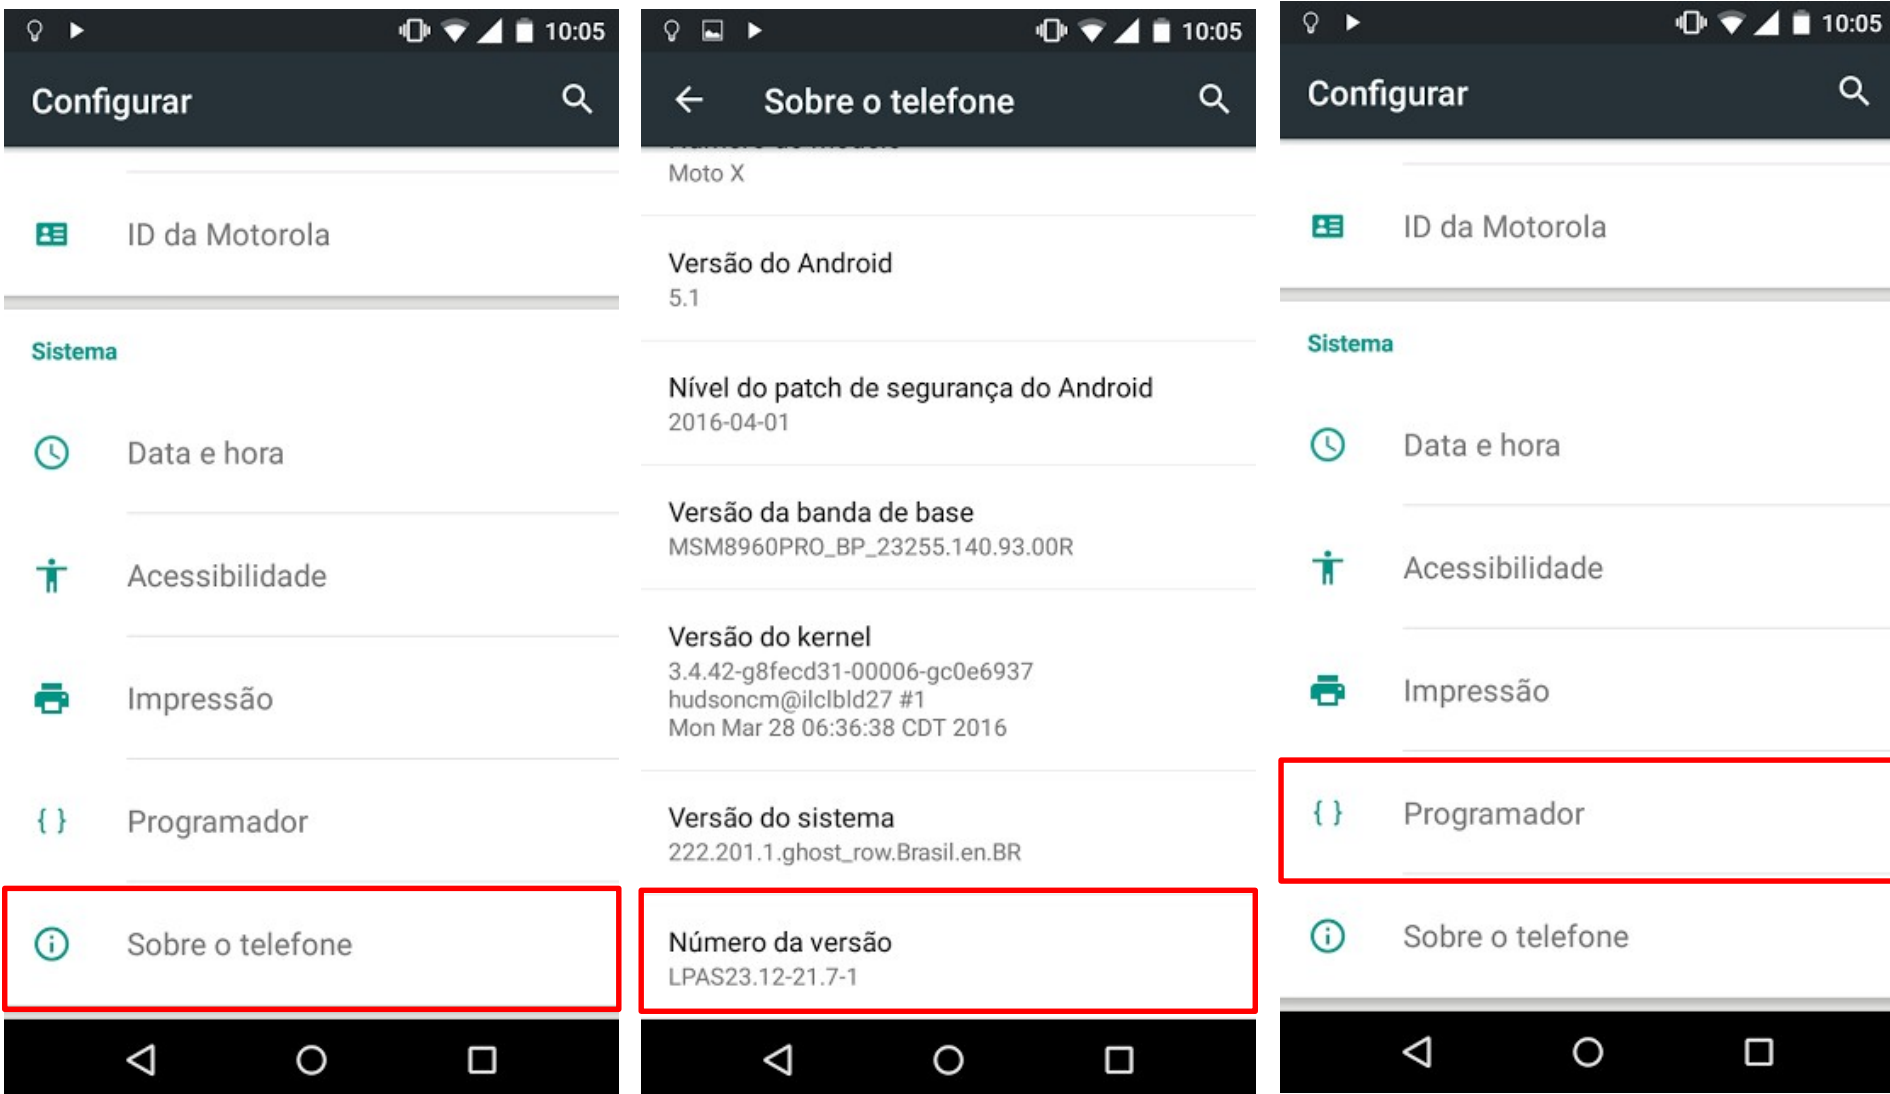 10:05
Configurar
ID da Motorola
Sistema
Data e hora
Acessibilidade
Impressão
{ } Programador
Sobre o telefone
10:05
Sobre o telefone
Moto X
Versão do Android
5.1
Nível do patch de segurança do Android
2016-04-01
Versão da banda de base
MSM8960PRO_BP_23255.140.93.00R
Versão do kernel
3.4.42-g8fecd31-00006-gc0e6937
hudsoncm@ilclbld27 #1
Mon Mar 28 06:36:38 CDT 2016
Versão do sistema
222.201.1.ghost_row.Brasil.en.BR
Número da versão
LPAS23.12-21.7-1
10:05
Configurar
ID da Motorola
Sistema
Data e hora
Acessibilidade
Impressão
{ } Programador
Sobre o telefone